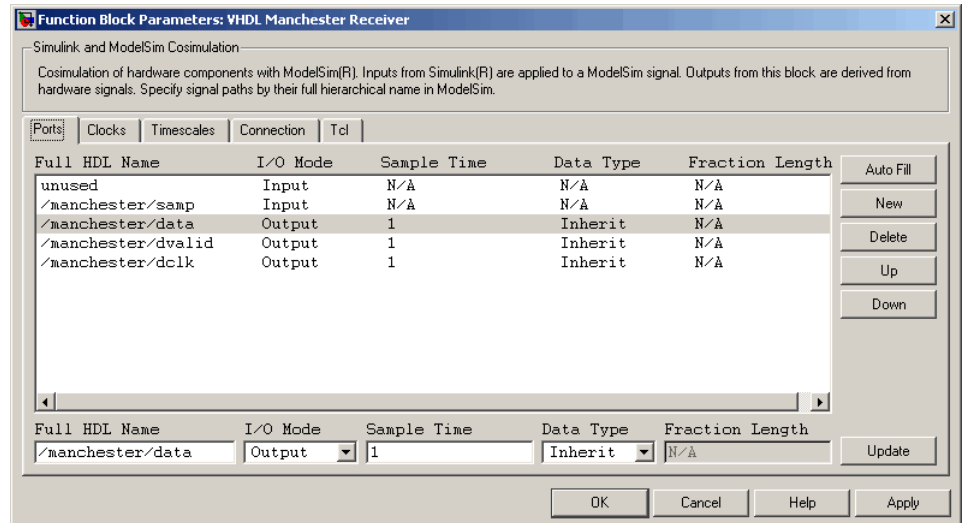 Function Block Parameters: VHDL Manchester Receiver
Simulink and ModelSim Cosimulation
Cosimulation of hardware components with ModelSim(R). Inputs from Simulink(R) are applied to a ModelSim signal. Outputs from this block are derived from
hardware signals. Specify signal paths by their full hierarchical name in ModelSim.
Ports Clocks Timescales Connection Tcl
Full HDL Name I/O Mode Sample Time Data Type Fraction Length Auto Fill
unused Input N/A N/A N/A
/manchester/samp Input N/A N/A N/A New
/manchester/data Output 1 Inherit N/A
/manchester/dvalid Output 1 Inherit N/A Delete
/manchester/dclk Output 1 Inherit N/A
Up
Down
Full HDL Name I/O Mode Sample Time Data Type Fraction Length
/manchester/data Output 1 Inherit N/A Update
OK Cancel Help Apply